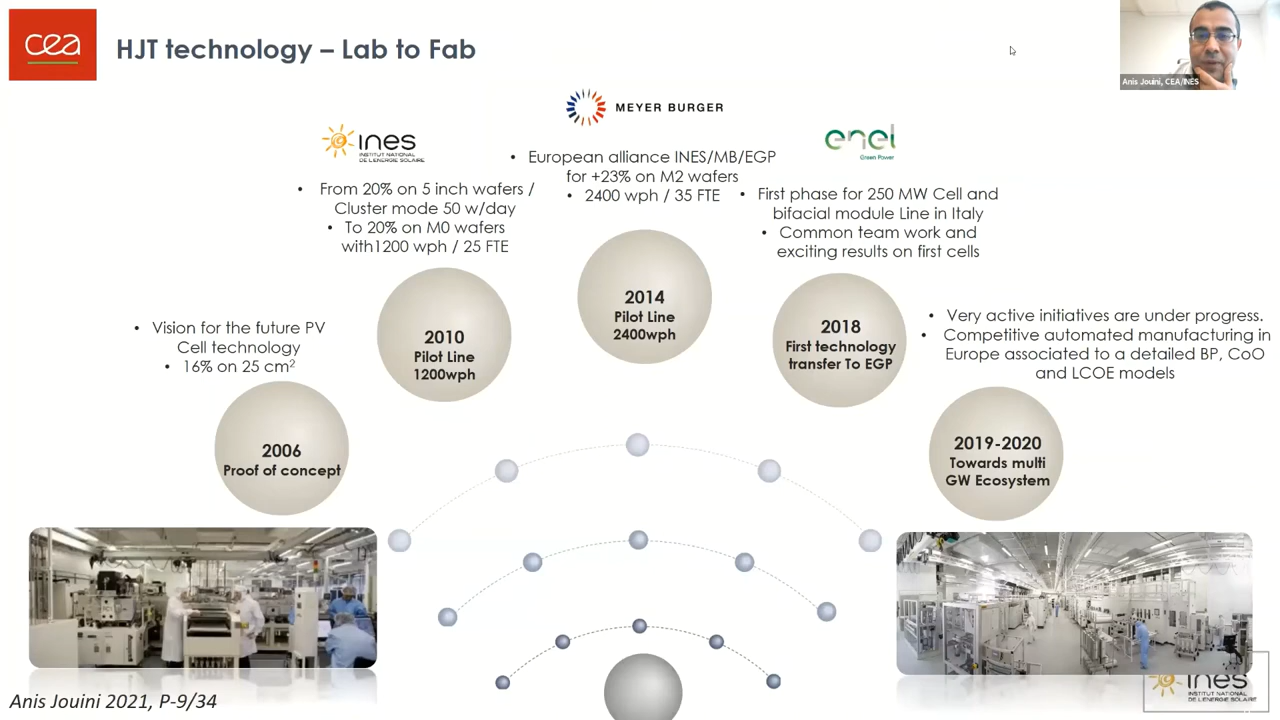 cea
HJT technology – Lab to Fab
Anis Jouini, CEA/INES
ines
INSTITUT NATIONAL
DE L'ENERGIE SOLAIRE
MEYER BURGER
enel
Green Power
• From 20% on 5 inch wafers /
Cluster mode 50 w/day
• To 20% on M0 wafers
with1200 wph / 25 FTE
• European alliance INES/MB/EGP
for +23% on M2 wafers
• 2400 wph / 35 FTE
• First phase for 250 MW Cell and
bifacial module Line in Italy
• Common team work and
exciting results on first cells
• Vision for the future PV
Cell technology
• 16% on 25 cm²
• Very active initiatives are under progress.
• Competitive automated manufacturing in
Europe associated to a detailed BP, CoO
and LCOE models
2006
Proof of concept
2010
Pilot Line
1200wph
2014
Pilot Line
2400wph
2018
First technology
transfer To EGP
2019-2020
Towards multi
GW Ecosystem
Anis Jouini 2021, P-9/34
ines
INSTITUT NATIONAL
DE L'ENERGIE SOLAIRE